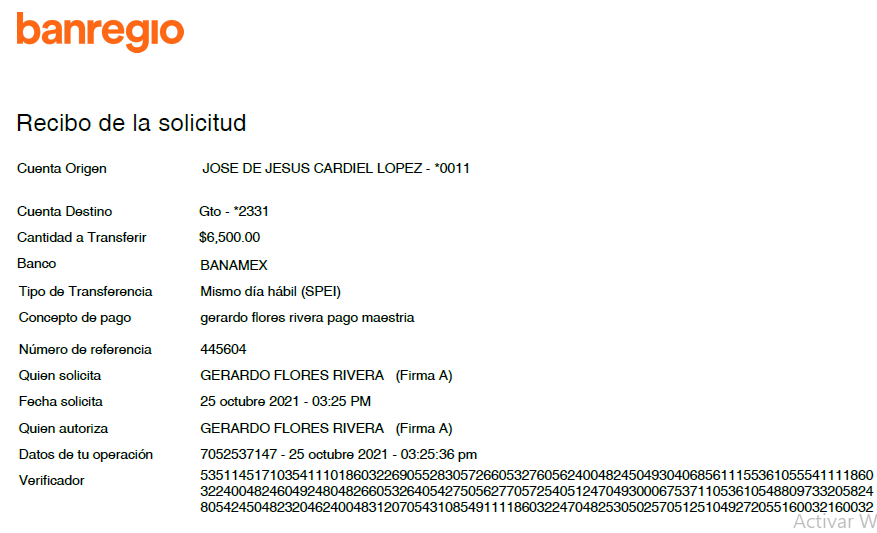 banregio
Recibo de la solicitud
Cuenta Origen JOSE DE JESUS CARDIEL LOPEZ - *0011
Cuenta Destino Gto - *2331
Cantidad a Transferir $6,500.00
Banco BANAMEX
Tipo de Transferencia Mismo día hábil (SPEI)
Concepto de pago gerardo flores rivera pago maestria
Número de referencia 445604
Quien solicita GERARDO FLORES RIVERA (Firma A)
Fecha solicita 25 octubre 2021 - 03:25 PM
Quien autoriza GERARDO FLORES RIVERA (Firma A)
Datos de tu operación 7052537147 - 25 octubre 2021 - 03:25:36 pm
Verificador 5351145171035411101860322690552830572660532760562400482450493040685611155361055541111860
3224004824604924804826605326405427505627705725405124704930006753711053610548809733205824
8054245048232046240048312070543108549111186032247048253050257051251049272055160032160032
Activar W